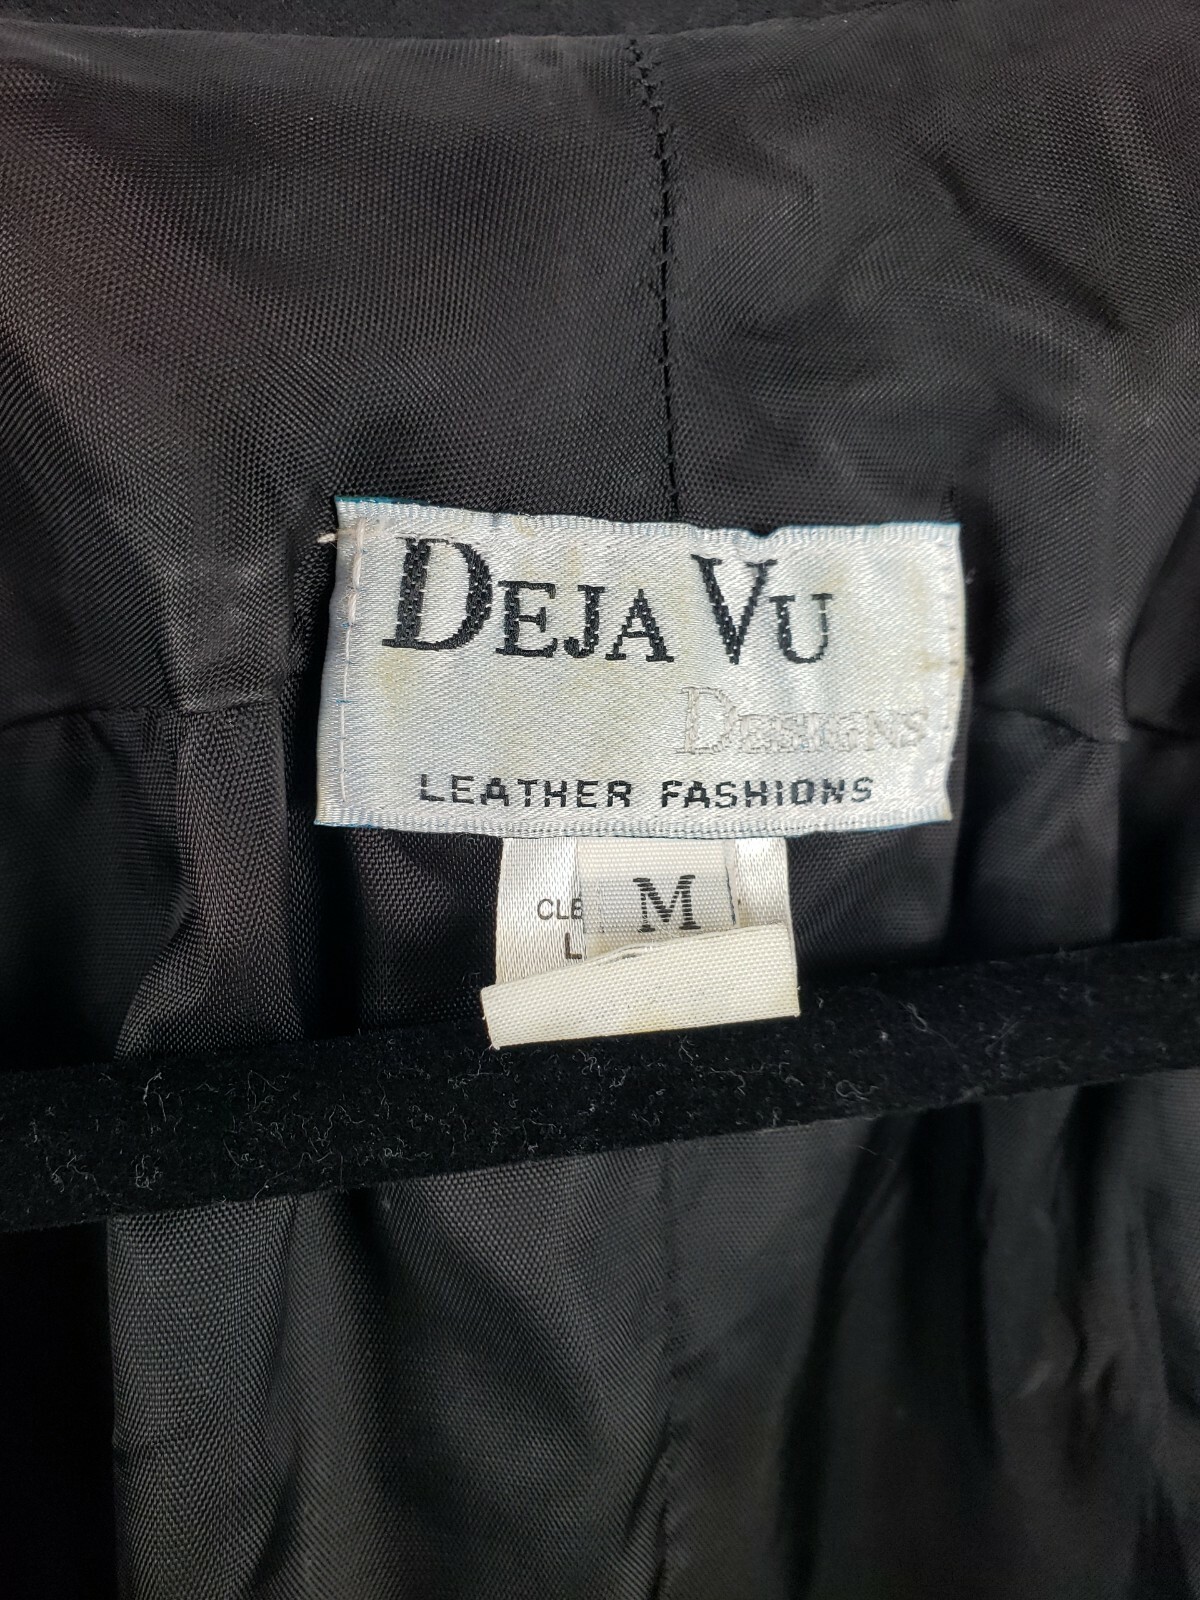 DEJA VU
DESIGNS
LEATHER FASHIONS
M